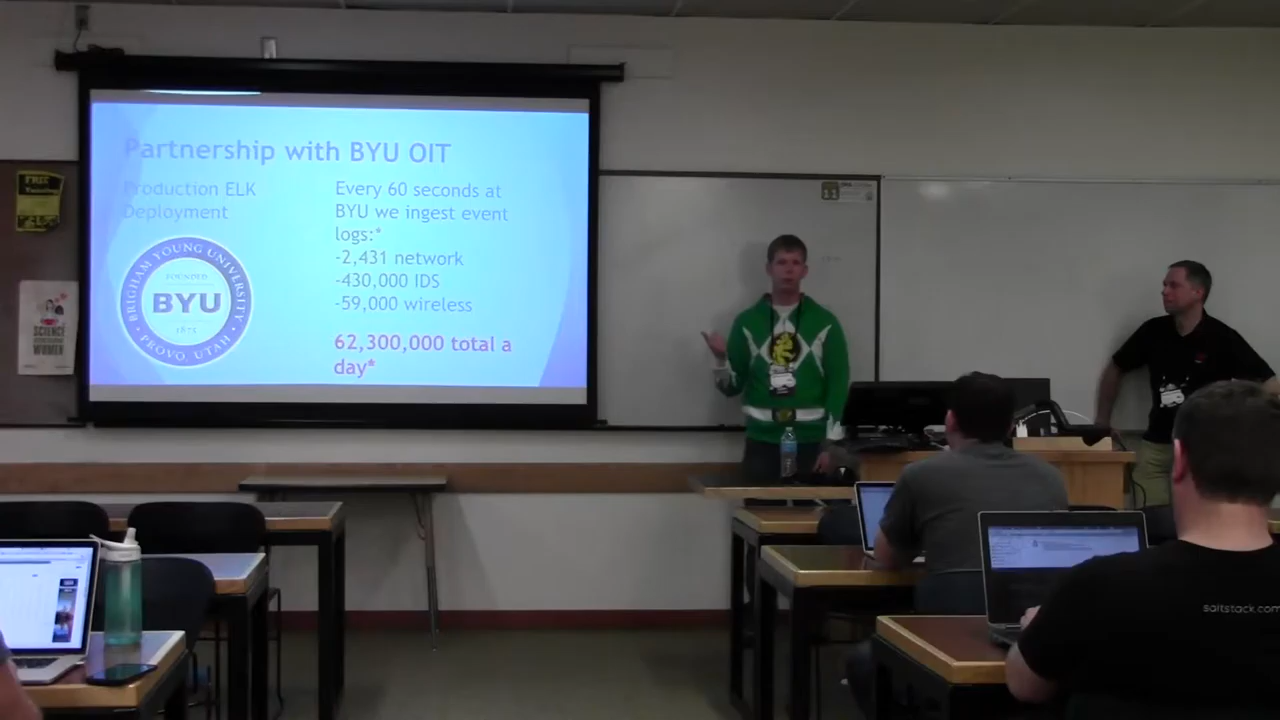 Partnership with BYU OIT
Production ELK
Deployment
BRIGHAM YOUNG UNIVERSITY
FOUNDED
BYU
1875
PROVO, UTAH
Every 60 seconds at
BYU we ingest event
logs:*
-2,431 network
-430,000 IDS
-59,000 wireless
62,300,000 total a
day*
FREE
SCIENCE
WOMEN
11
saltstack.com